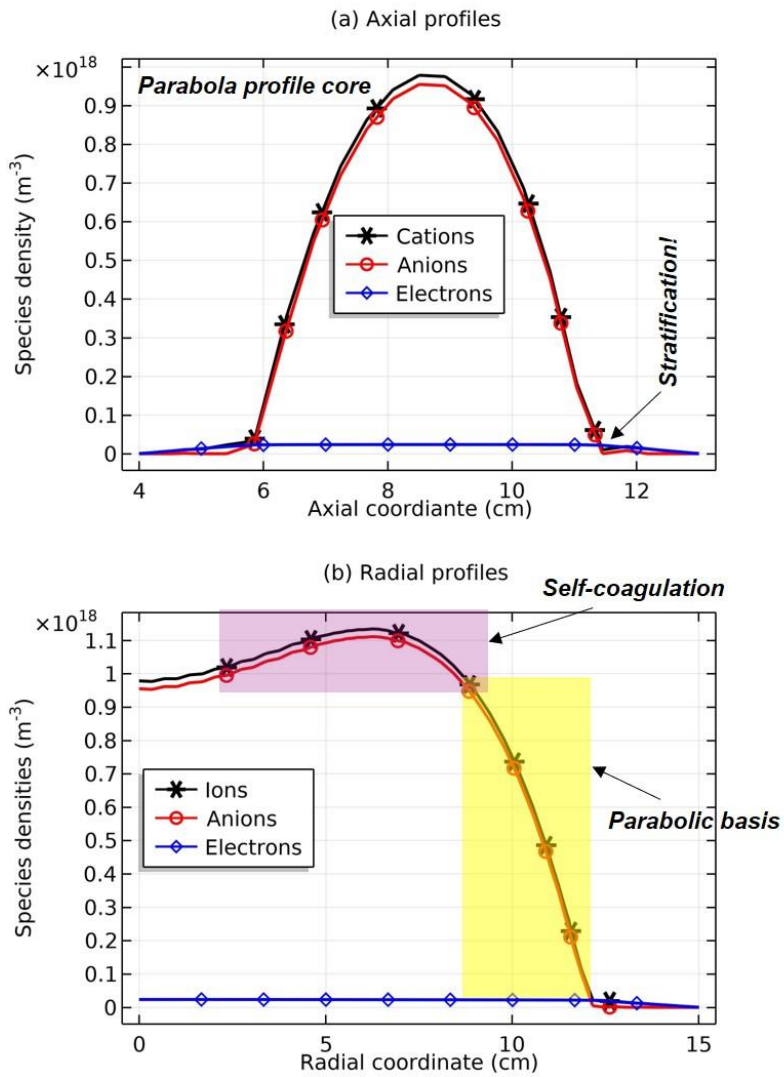 (a) Axial profiles
×10^18
Parabola profile core
0.9
0.8
0.7
0.6
0.5
0.4
0.3
0.2
0.1
0
Species density (m^-3)
Cations
Anions
Electrons
Stratification!
4 6 8 10 12
Axial coordiante (cm)
(b) Radial profiles
Self-coagulation
×10^18
1.1
1
0.9
0.8
0.7
0.6
0.5
0.4
0.3
0.2
0.1
0
Species densities (m^-3)
Ions
Anions
Electrons
Parabolic basis
0 5 10 15
Radial coordinate (cm)